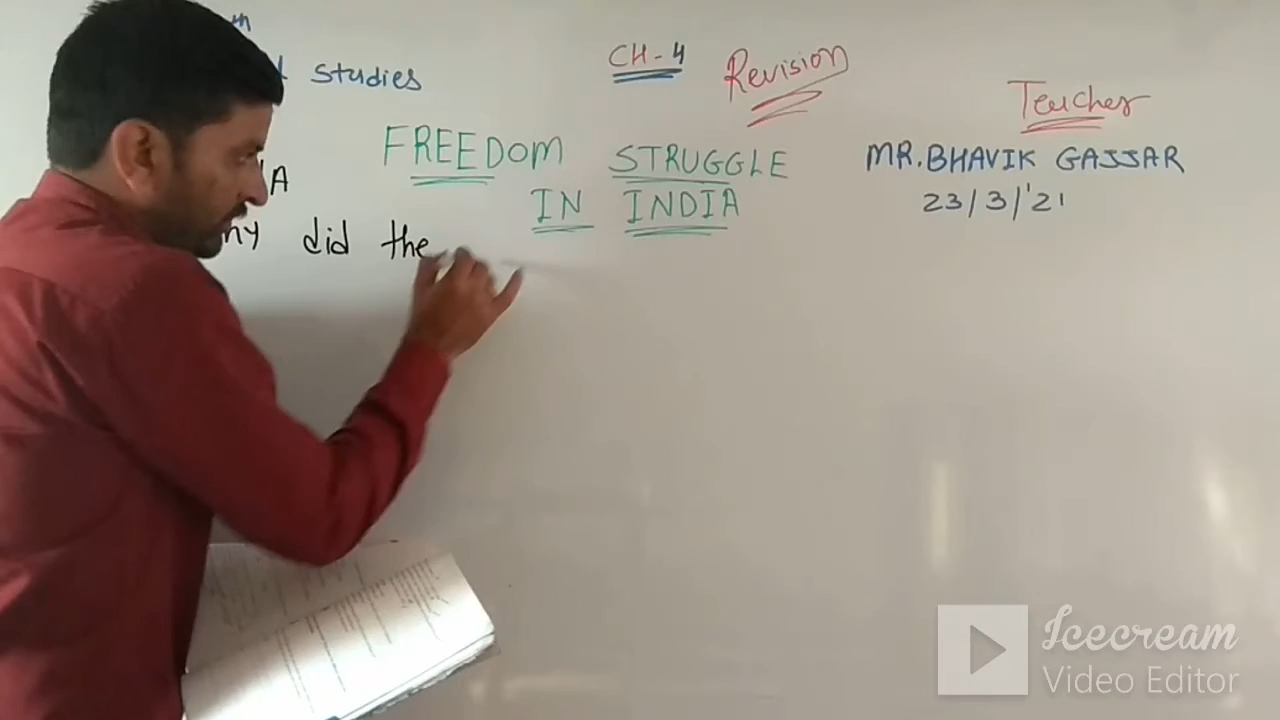 th
studies
CH-4
Revision
Teacher
FREEDOM STRUGGLE
IN INDIA
MR. BHAVIK GAJJAR
23/3/'21
A
did the
Icecream
Video Editor